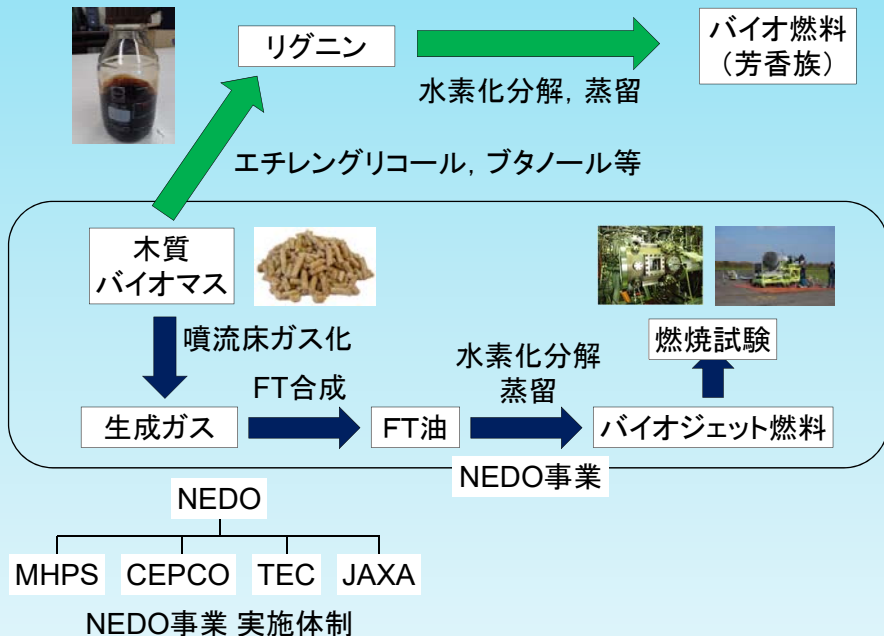 リグニン
バイオ燃料
（芳香族）
水素化分解，蒸留
エチレングリコール，ブタノール等
木質
バイオマス
噴流床ガス化
燃焼試験
水素化分解
蒸留
FT合成
生成ガス
FT油
バイオジェット燃料
NEDO事業
NEDO
MHPS
CEPCO
TEC
JAXA
NEDO事業 実施体制